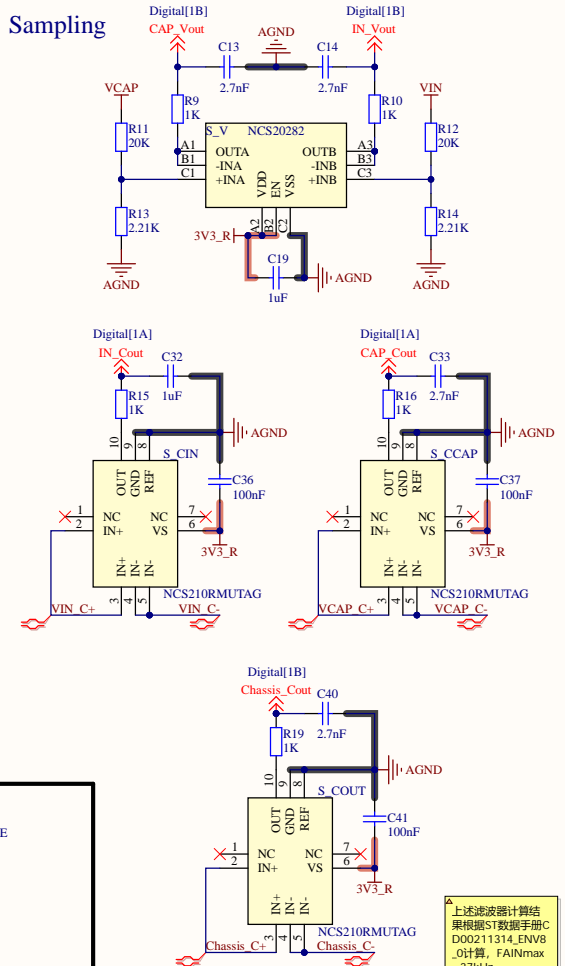 Sampling
Digital[1B]
CAP_Vout
Digital[1B]
IN_Vout
AGND
C13
2.7nF
C14
2.7nF
VCAP
VIN
R9
1K
R10
1K
R11
20K
R12
20K
S_V NCS20282
A1
B1
C1
OUTA
-INA
+INA
OUTB
-INB
+INB
A3
B3
C3
VDD
EN
VSS
A2
B2
C2
R13
2.21K
R14
2.21K
3V3_R
C19
1uF
AGND
AGND
AGND
Digital[1A]
IN_Cout
C32
1uF
R15
1K
AGND
10
9
8
S_CIN
OUT
GND
REF
C36
100nF
1
2
NC
IN+
NC
VS
7
6
3V3_R
IN+
IN-
IN-
3
4
5
NCS210RMUTAG
VIN_C+
VIN_C-
Digital[1A]
CAP_Cout
C33
2.7nF
R16
1K
AGND
10
9
8
S_CCAP
OUT
GND
REF
C37
100nF
1
2
NC
IN+
NC
VS
7
6
3V3_R
IN+
IN-
IN-
3
4
5
NCS210RMUTAG
VCAP_C+
VCAP_C-
Digital[1B]
Chassis_Cout
C40
2.7nF
R19
1K
AGND
10
9
8
S_COUT
OUT
GND
REF
C41
100nF
1
2
NC
IN+
NC
VS
7
6
3V3_R
IN+
IN-
IN-
3
4
5
NCS210RMUTAG
Chassis_C+
Chassis_C-
E
上述滤波器计算结
果根据ST数据手册C
D00211314_ENV8
_0计算，FAINmax